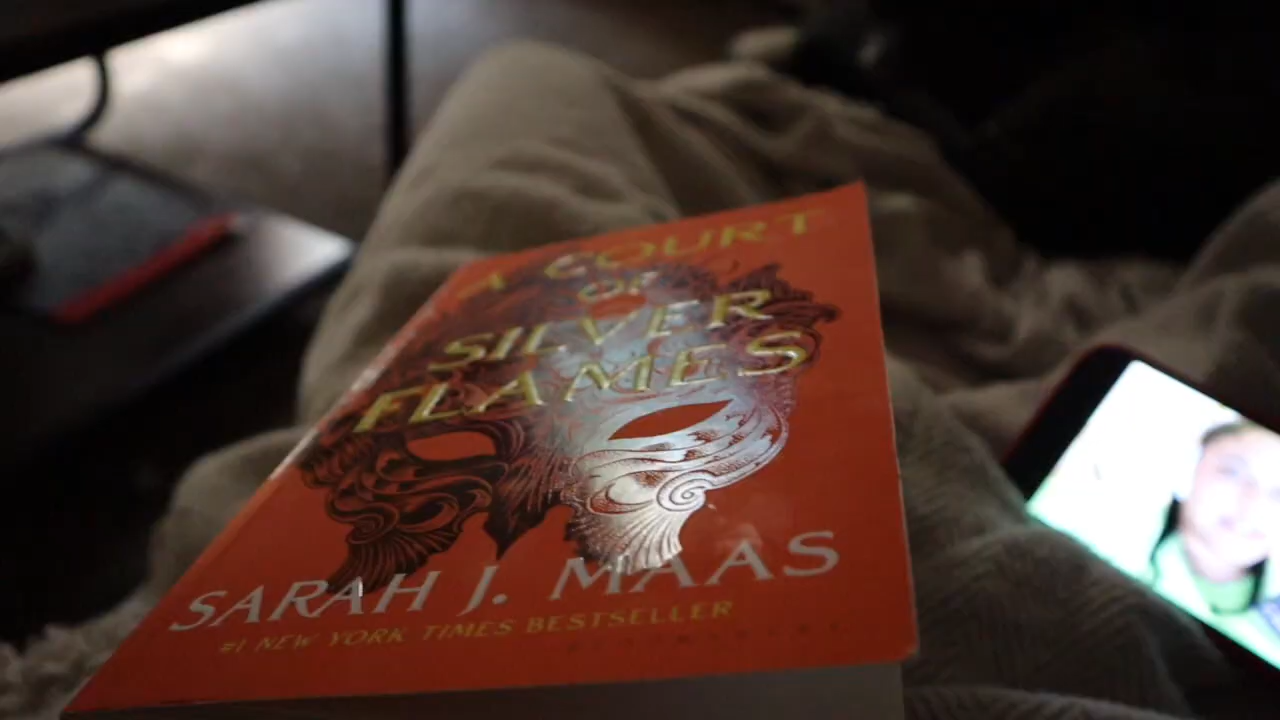 A COURT
OF
SILVER
FLAMES
SARAH J. MAAS
#1 NEW YORK TIMES BESTSELLER